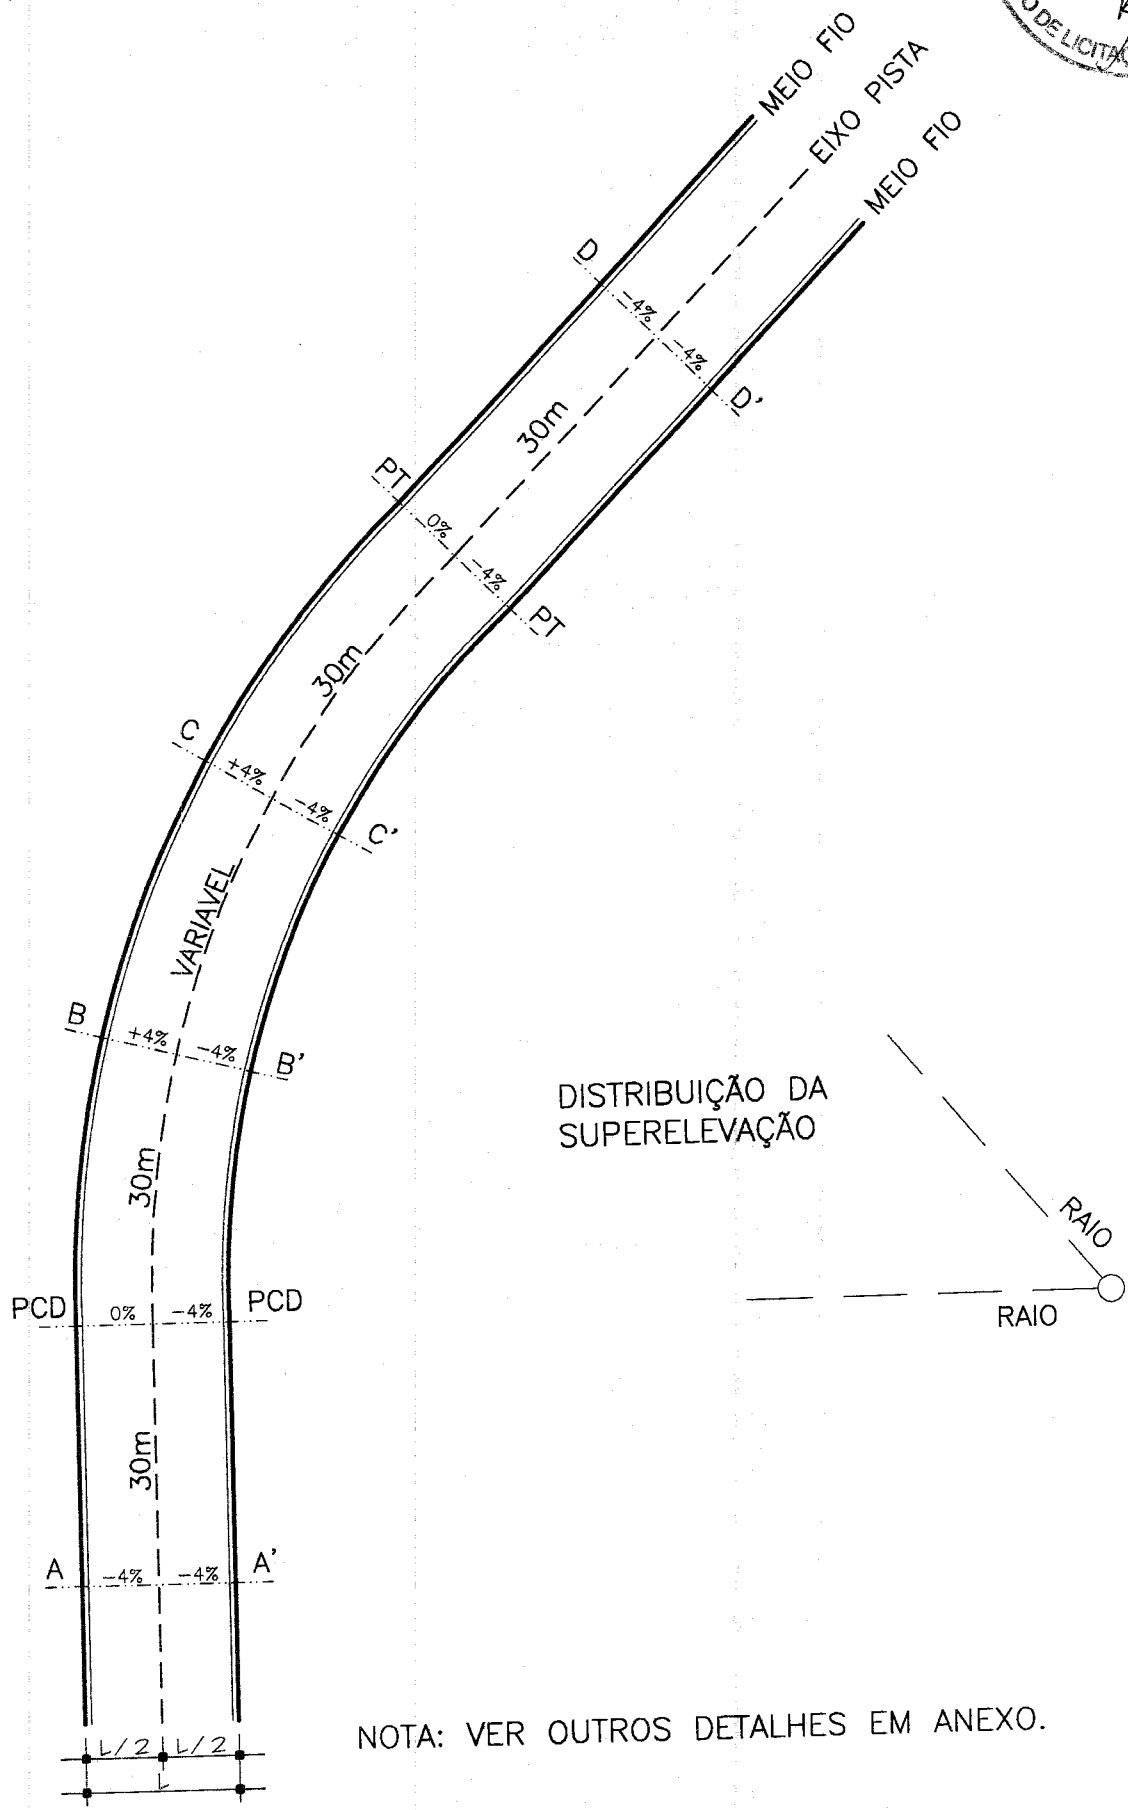 O DE LICITAÇ
MEIO FIO
EIXO PISTA
MEIO FIO
D
-4%
-4%
D'
30m
PT
0%
-4%
PT
30m
C
+4%
-4%
C'
VARIAVEL
B
+4%
-4%
B'
DISTRIBUIÇÃO DA
SUPERELEVAÇÃO
30m
RAIO
PCD
0%
-4%
PCD
RAIO
30m
A
-4%
-4%
A'
NOTA: VER OUTROS DETALHES EM ANEXO.
L/2
L/2
L